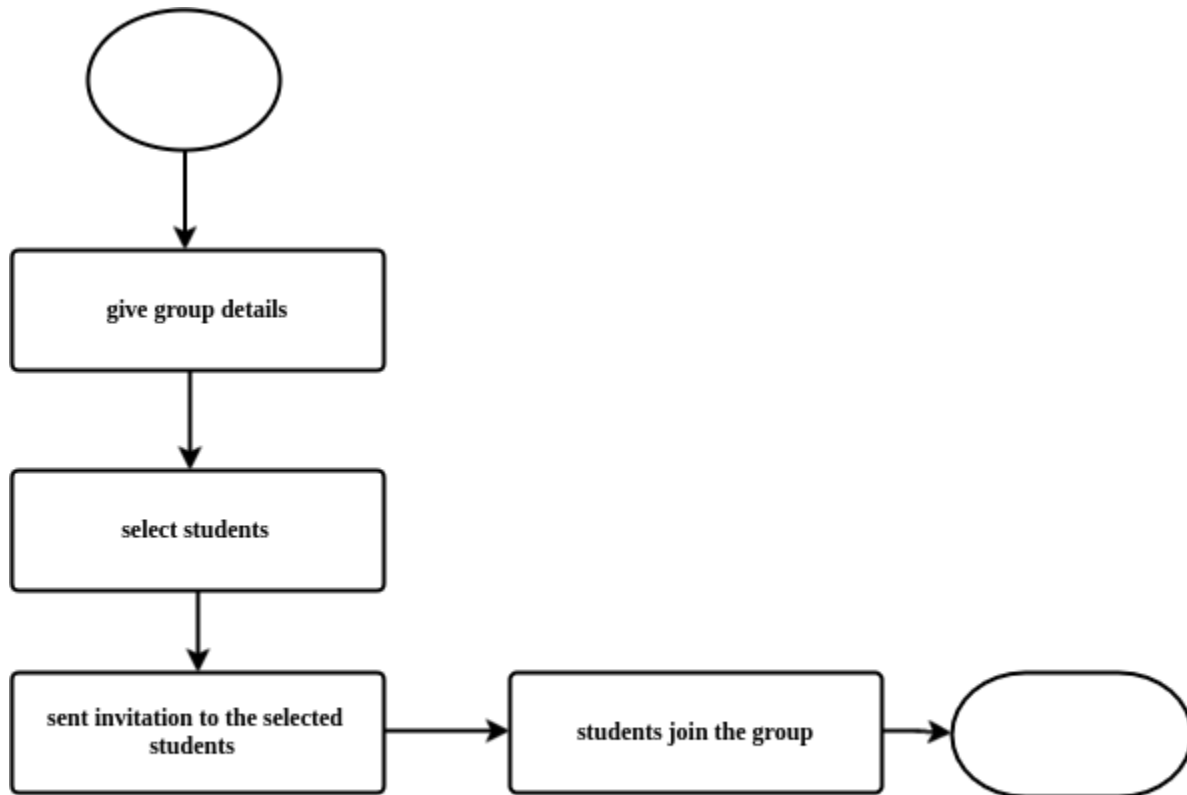 give group details
select students
sent invitation to the selected
students
students join the group